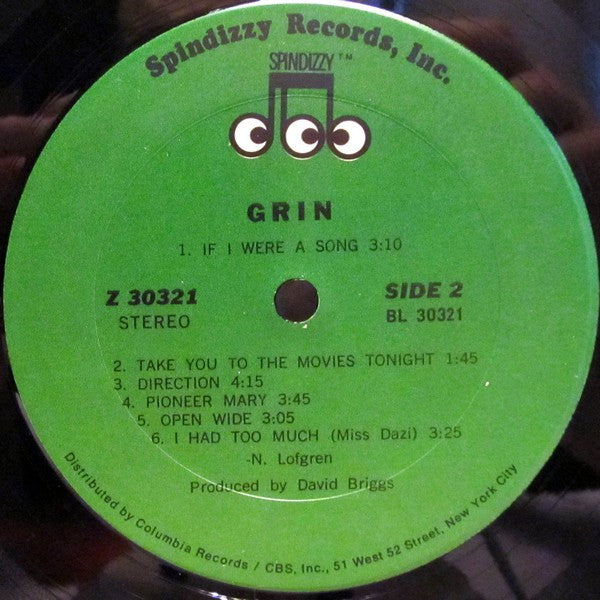 Spindizzy Records, Inc.
SPINDIZZY™
GRIN
1. IF I WERE A SONG 3:10
Z 30321
STEREO
SIDE 2
BL 30321
2. TAKE YOU TO THE MOVIES TONIGHT 1:45
3. DIRECTION 4:15
4. PIONEER MARY 3:45
5. OPEN WIDE 3:05
6. I HAD TOO MUCH (Miss Dazi) 3:25
-N. Lofgren
Produced by David Briggs
Distributed by Columbia Records / CBS, Inc., 51 West 52 Street, New York City